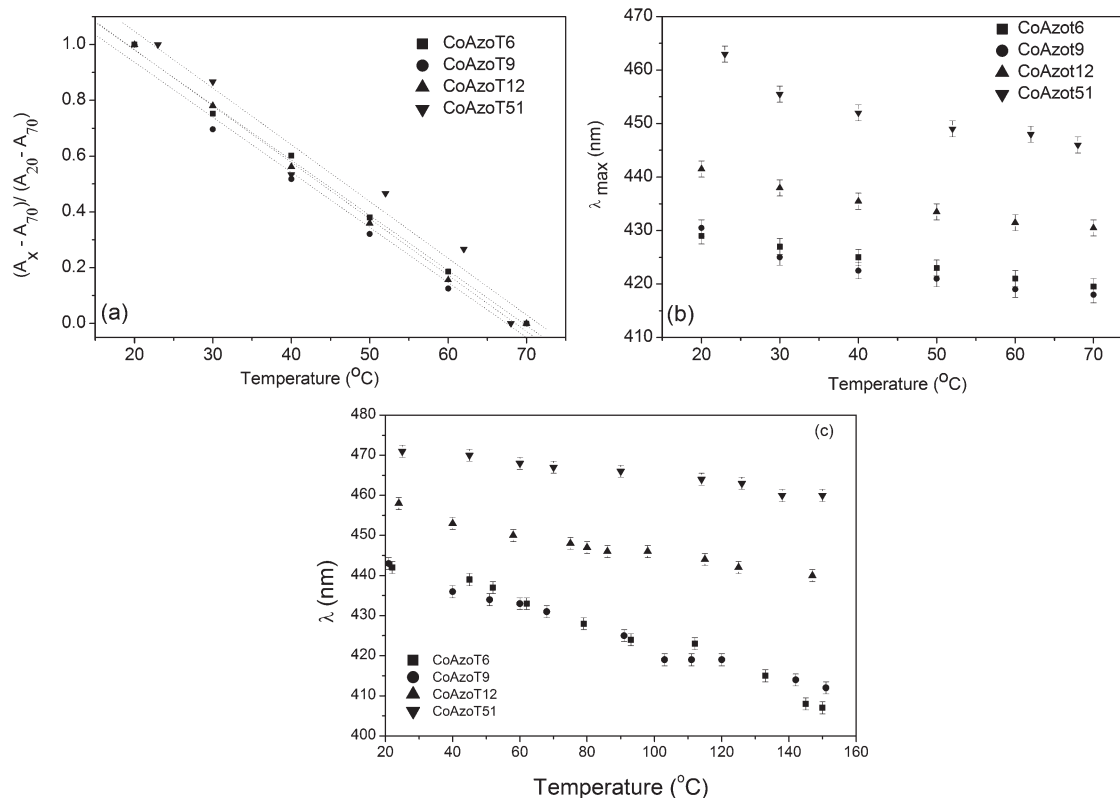 1.0
0.8
0.6
0.4
0.2
0.0
(A_x - A_70)/ (A_20 - A_70)
CoAzoT6
CoAzoT9
CoAzoT12
CoAzoT51
(a)
20 30 40 50 60 70
Temperature (°C)
470
460
450
440
430
420
410
λ max (nm)
CoAzot6
CoAzot9
CoAzot12
CoAzot51
(b)
20 30 40 50 60 70
Temperature (°C)
480
470
460
450
440
430
420
410
400
λ (nm)
(c)
CoAzoT6
CoAzoT9
CoAzoT12
CoAzoT51
20 40 60 80 100 120 140 160
Temperature (°C)